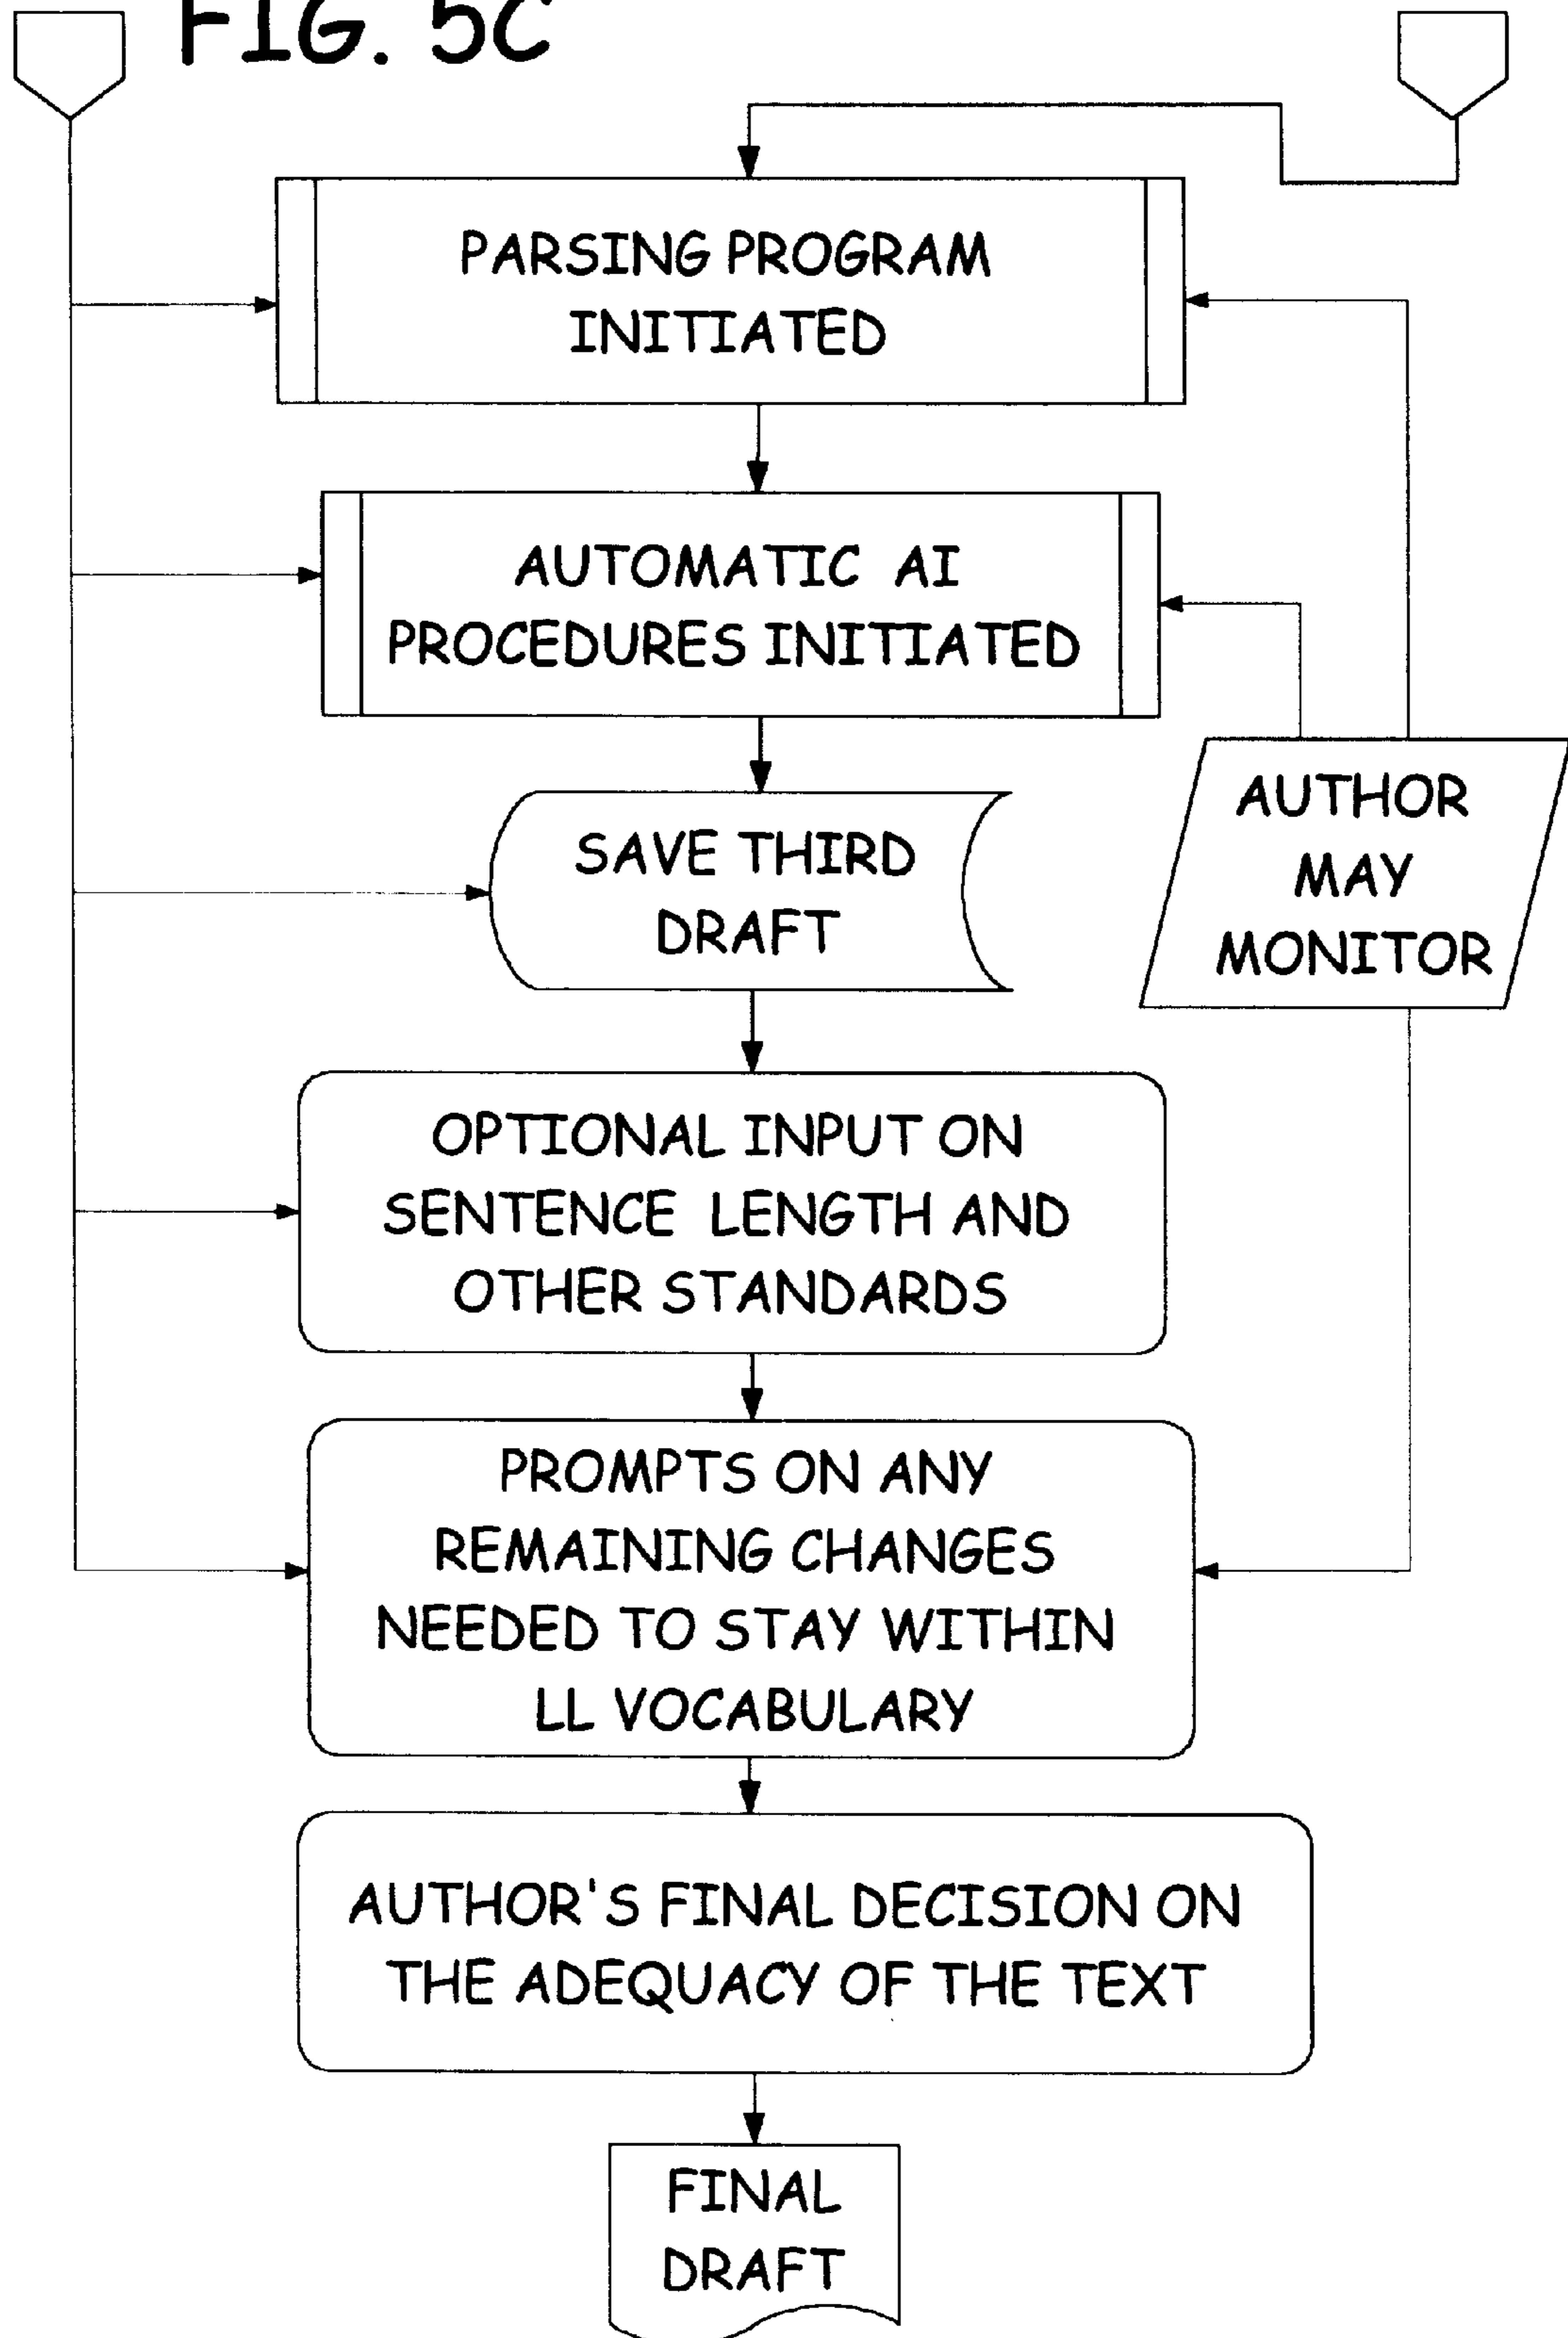 FIG. 5C
PARSING PROGRAM
INITIATED
AUTOMATIC AI
PROCEDURES INITIATED
AUTHOR
MAY
MONITOR
SAVE THIRD
DRAFT
OPTIONAL INPUT ON
SENTENCE LENGTH AND
OTHER STANDARDS
PROMPTS ON ANY
REMAINING CHANGES
NEEDED TO STAY WITHIN
LL VOCABULARY
AUTHOR'S FINAL DECISION ON
THE ADEQUACY OF THE TEXT
FINAL
DRAFT